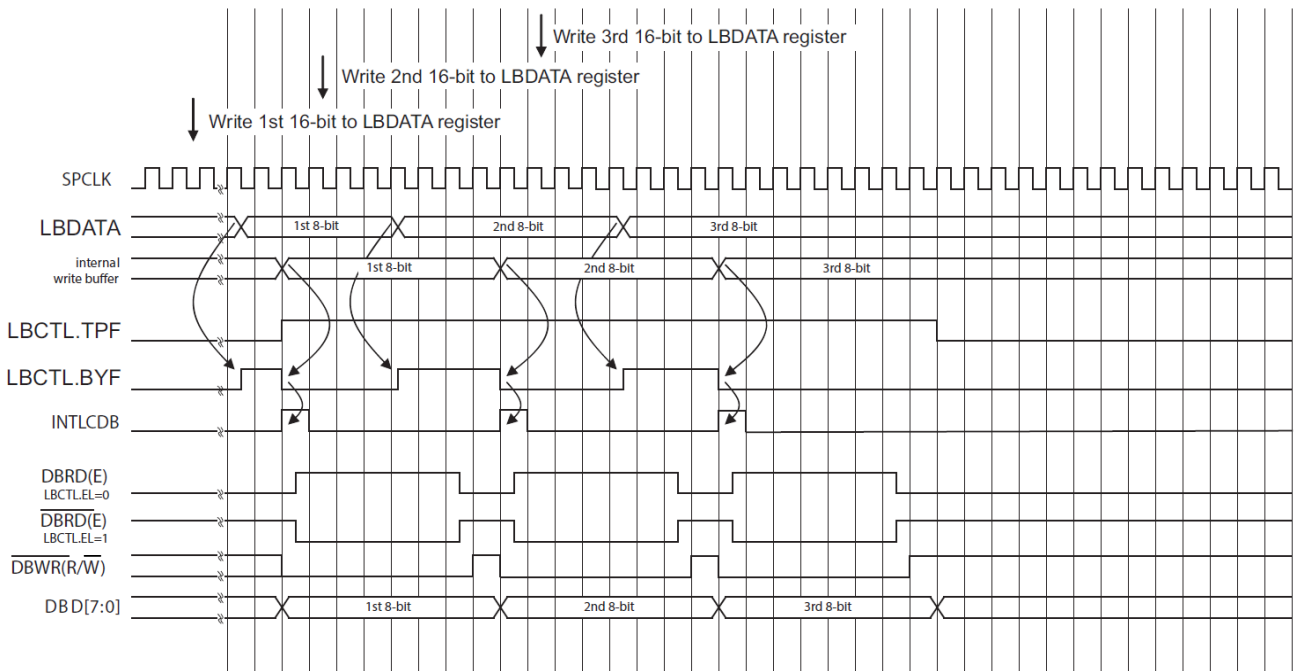 Write 3rd 16-bit to LBDATA register
Write 2nd 16-bit to LBDATA register
Write 1st 16-bit to LBDATA register
SPCLK
LBDATA
1st 8-bit
2nd 8-bit
3rd 8-bit
internal
write buffer
1st 8-bit
2nd 8-bit
3rd 8-bit
LBCTL.TPF
LBCTL.BYF
INTLCDB
DBRD(E)
LBCTL.EL=0
DBRD(E)
LBCTL.EL=1
DBWR(R/W)
DBD[7:0]
1st 8-bit
2nd 8-bit
3rd 8-bit